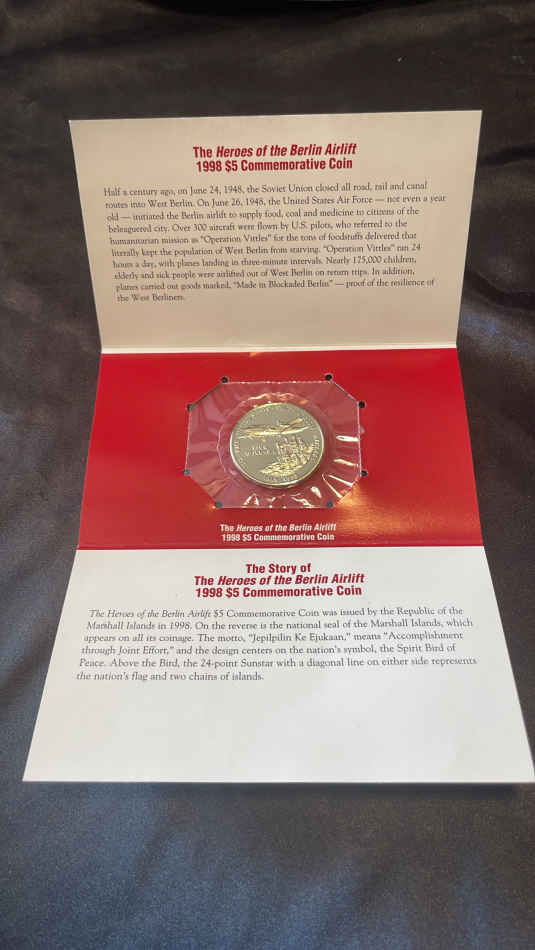 The Heroes of the Berlin Airlift
1998 $5 Commemorative Coin
Half a century ago, on June 24, 1948, the Soviet Union closed all road, rail and canal
routes into West Berlin. On June 26, 1948, the United States Air Force — not even a year
old — initiated the Berlin airlift to supply food, coal and medicine to citizens of the
beleaguered city. Over 300 aircraft were flown by U.S. pilots, who referred to the
humanitarian mission as "Operation Vittles" for the tons of foodstuffs delivered that
literally kept the population of West Berlin from starving. "Operation Vittles" ran 24
hours a day, with planes landing in three-minute intervals. Nearly 175,000 children,
elderly and sick people were airlifted out of West Berlin on return trips. In addition,
planes carried out goods marked, "Made in Blockaded Berlin" — proof of the resilience of
the West Berliners.
The Heroes of the Berlin Airlift
1998 $5 Commemorative Coin
The Story of
The Heroes of the Berlin Airlift
1998 $5 Commemorative Coin
The Heroes of the Berlin Airlift $5 Commemorative Coin was issued by the Republic of the
Marshall Islands in 1998. On the reverse is the national seal of the Marshall Islands, which
appears on all its coinage. The motto, "Jepilpilin Ke Ejukaan," means "Accomplishment
through Joint Effort," and the design centers on the nation's symbol, the Spirit Bird of
Peace. Above the Bird, the 24-point Sunstar with a diagonal line on either side represents
the nation's flag and two chains of islands.